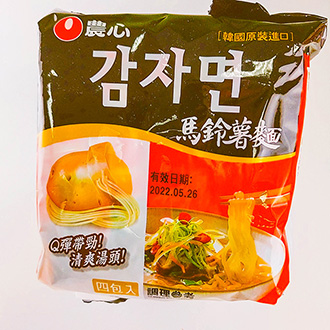 農心
[韓國原裝進口]
감자면
馬鈴薯麵
有效日期:
2022.05.26
Q彈帶勁!
清爽湯頭!
四包入
調理參考